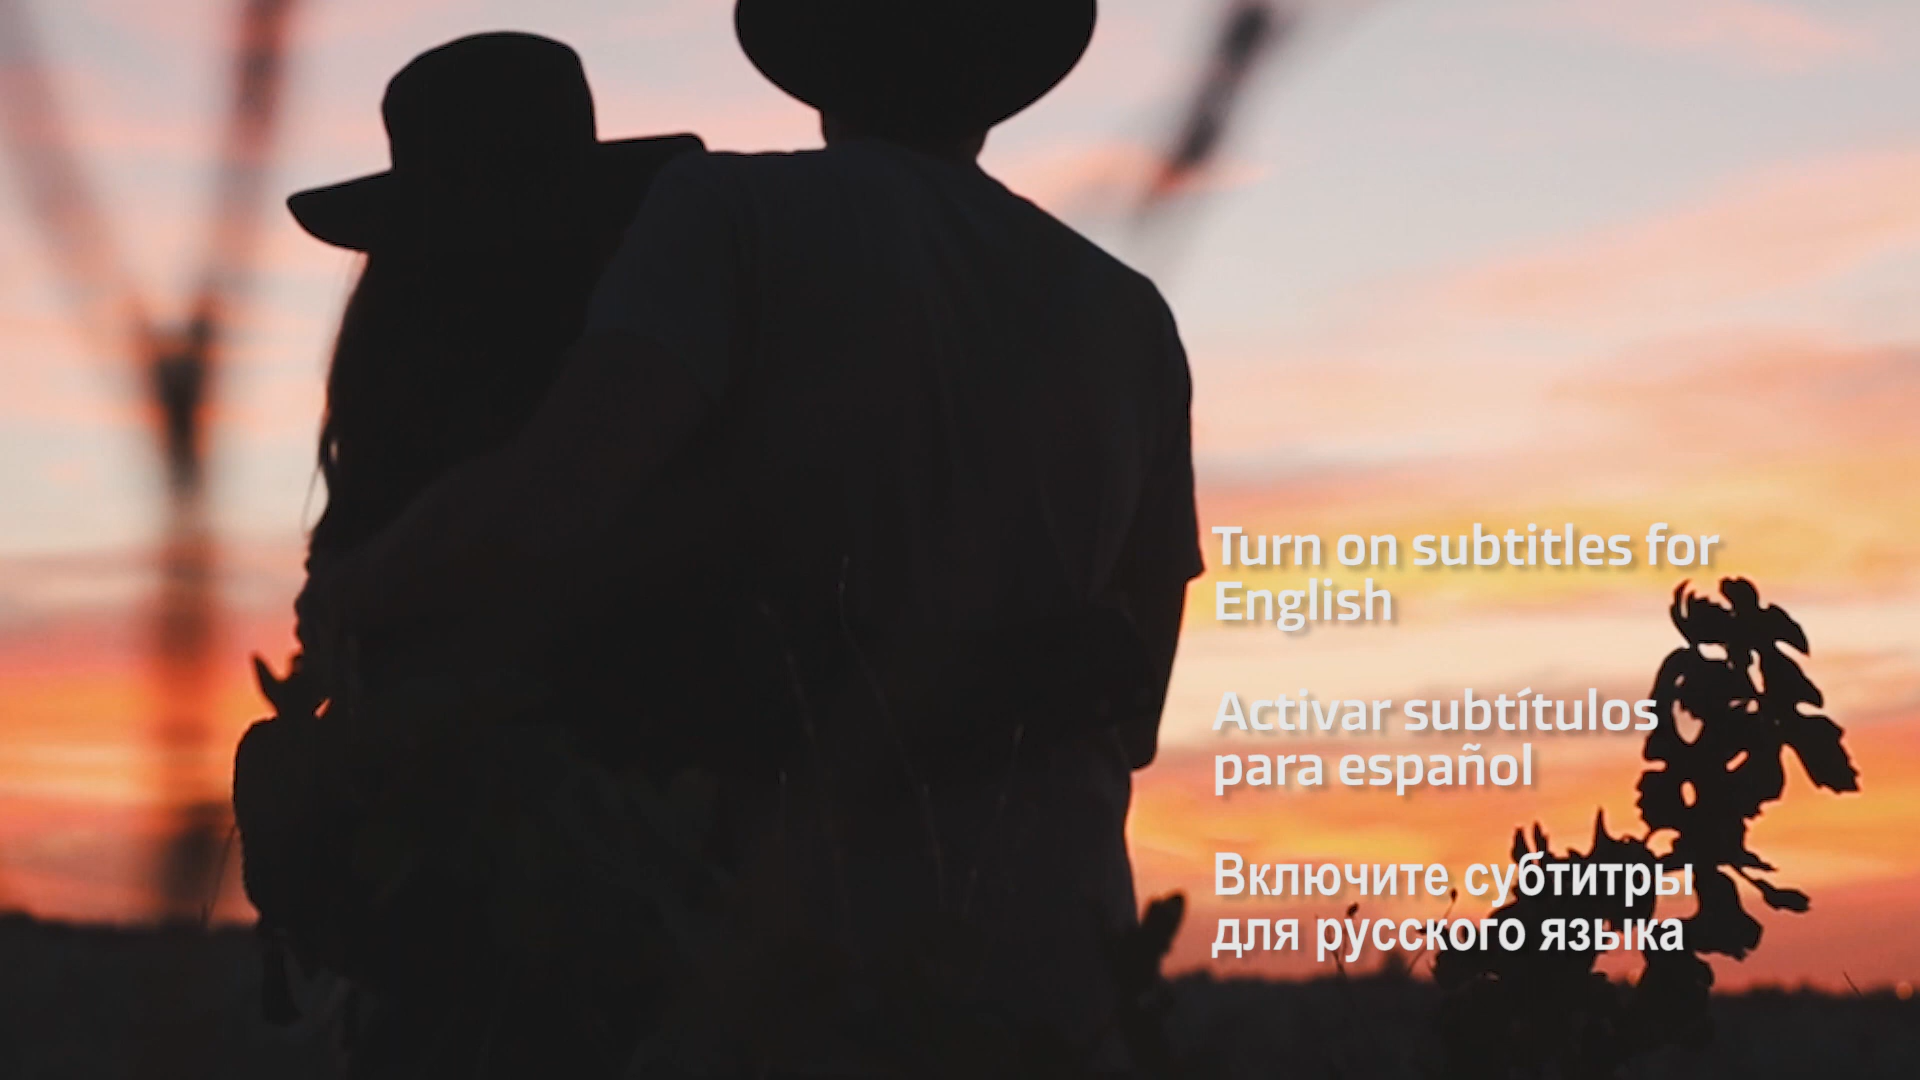 Turn on subtitles for
English
Activar subtítulos
para español
Включите субтитры
для русского языка